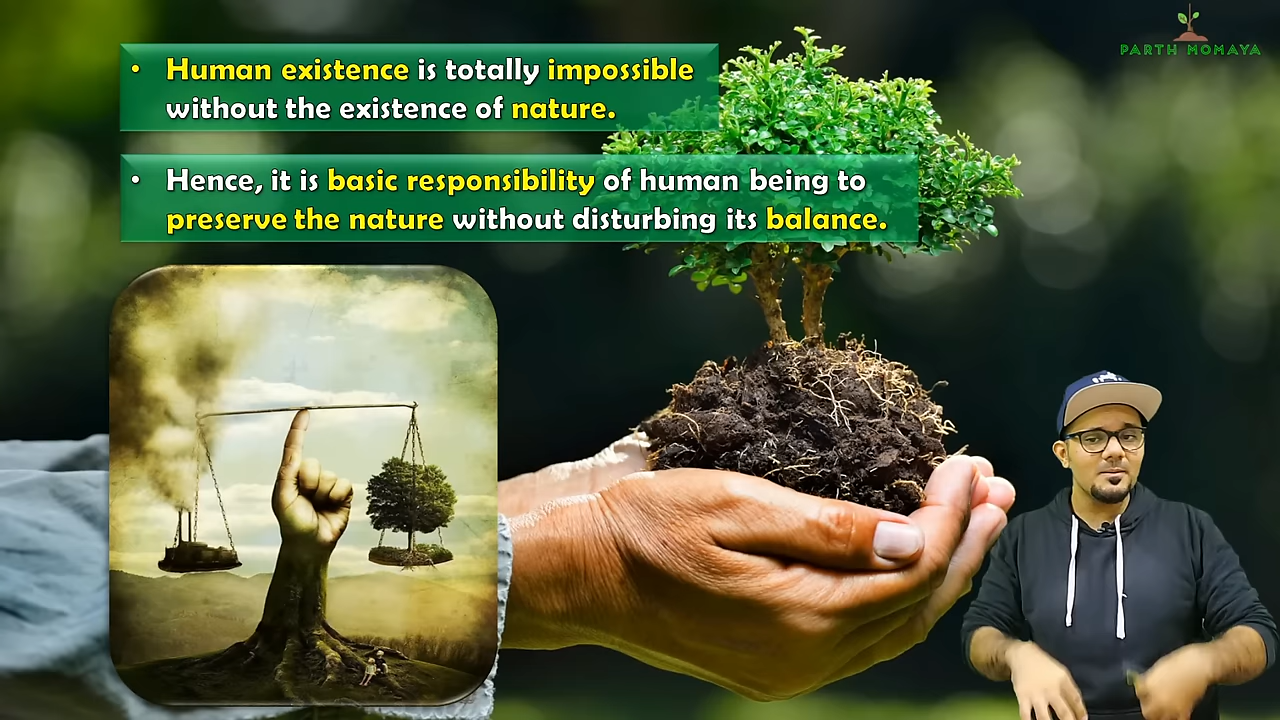 PARTH MOMAYA
• Human existence is totally impossible
without the existence of nature.
• Hence, it is basic responsibility of human being to
preserve the nature without disturbing its balance.